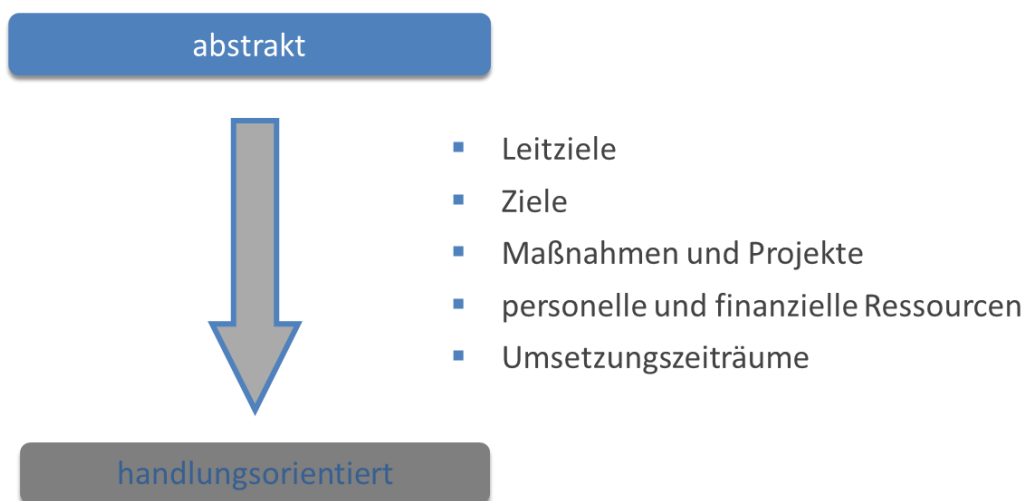 abstrakt
Leitziele
Ziele
Maßnahmen und Projekte
personelle und finanzielle Ressourcen
Umsetzungszeiträume
handlungsorientiert